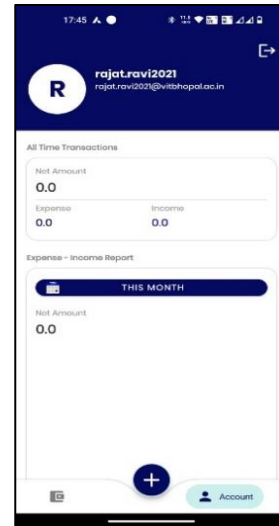 17:45
R
rajat.ravi2021
rajat.ravi2021@vitbhopal.ac.in
All Time Transactions
Net Amount
0.0
Expense Income
0.0 0.0
Expense - Income Report
THIS MONTH
Net Amount
0.0
Account